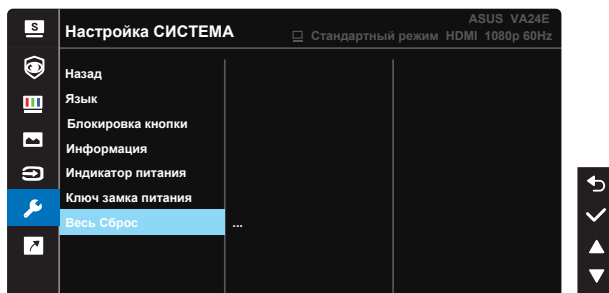 S
ASUS VA24E
Настройка СИСТЕМА
Стандартный режим HDMI 1080p 60Hz
Назад
Язык
Блокировка кнопки
Информация
Индикатор питания
Ключ замка питания
Весь Сброс ...